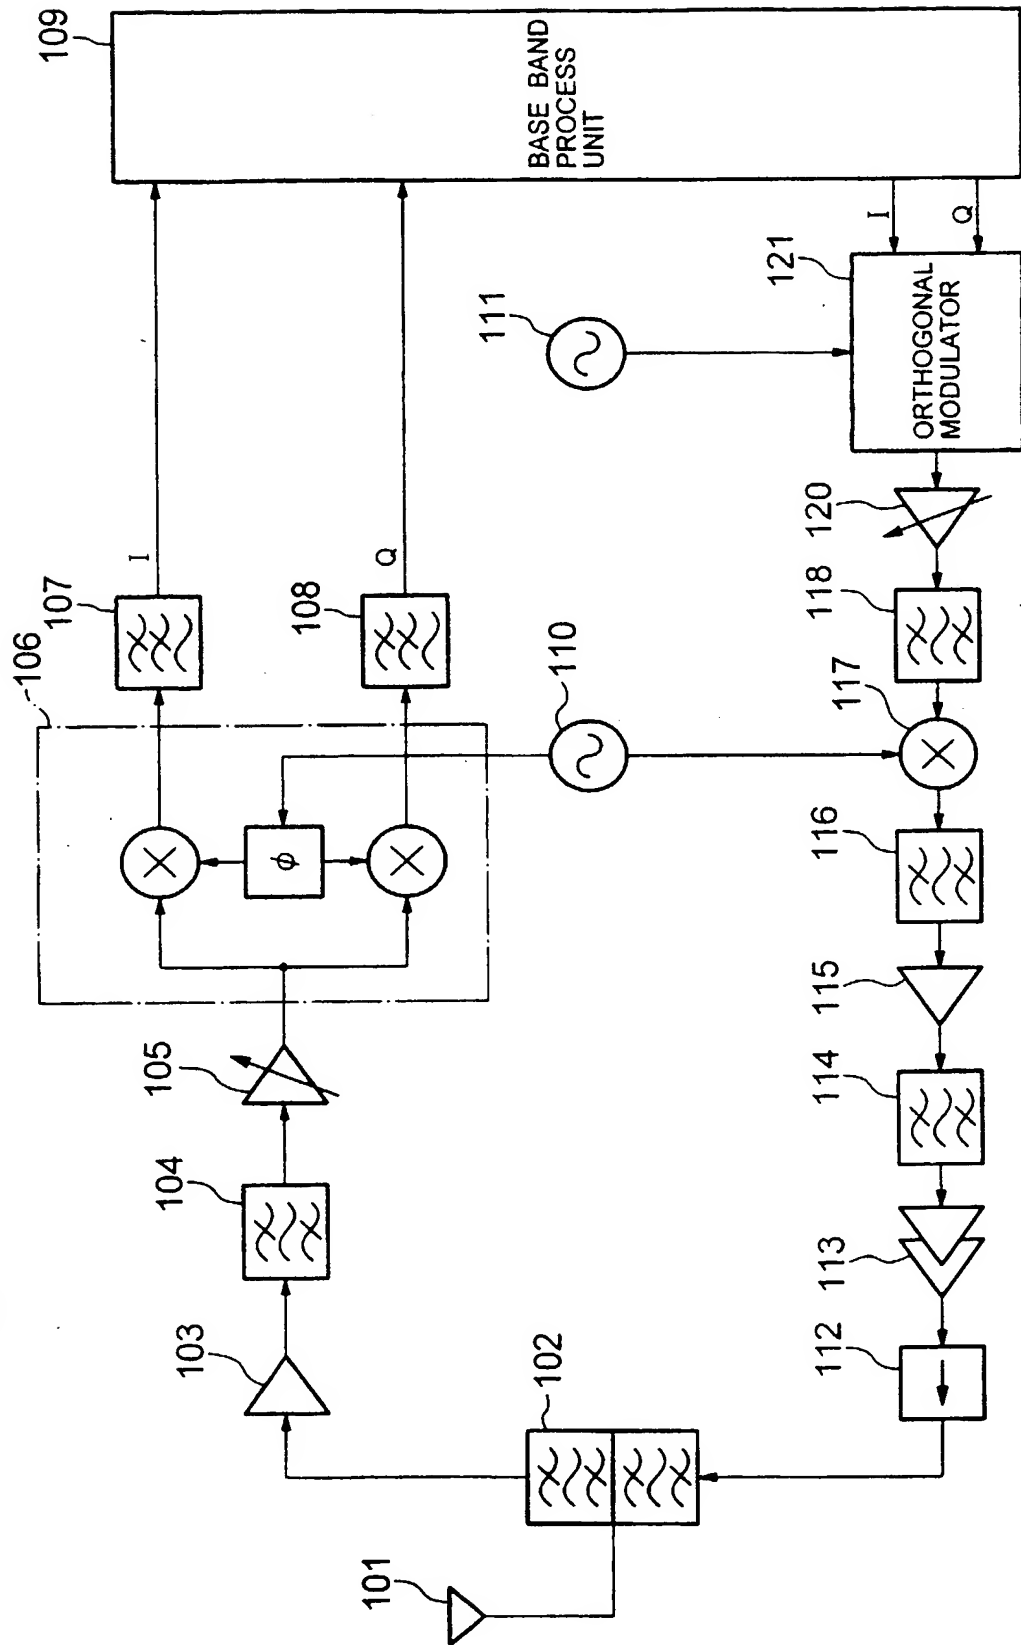 109
BASE BAND
PROCESS
UNIT
I
Q
107
108
106
φ
105
104
103
102
101
110
111
I
Q
121
ORTHOGONAL
MODULATOR
120
118
117
116
115
114
113
112